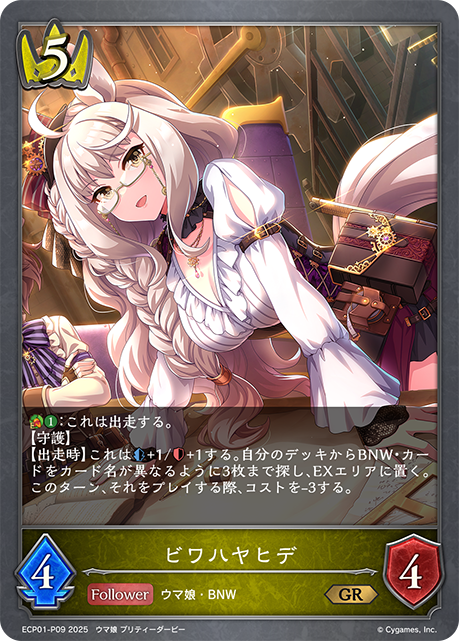 5
1：これは出走する。
【守護】
【出走時】これは+1/+1する。自分のデッキからBNW・カー
ドをカード名が異なるように3枚まで探し、EXエリアに置く。
このターン、それをプレイする際、コストを-3する。
ビワハヤヒデ
4
Follower ウマ娘・BNW GR
4
ECP01-P09 2025 ウマ娘 プリティーダービー © Cygames, Inc.